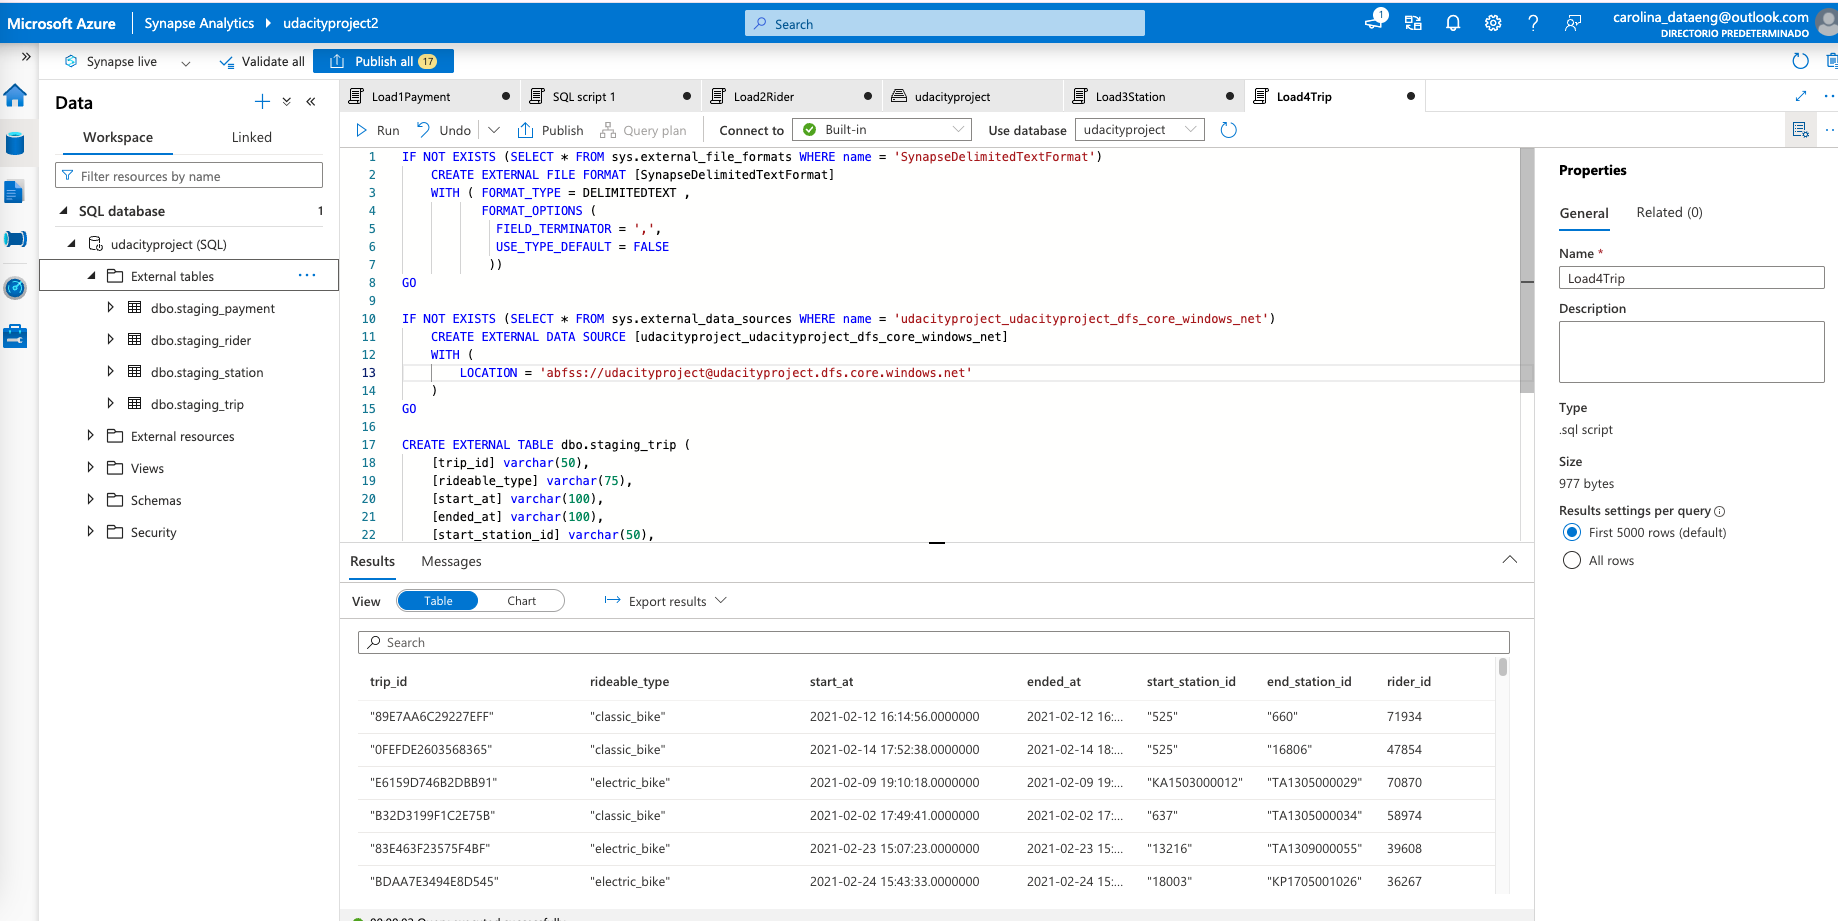 Microsoft Azure
Synapse Analytics
udacityproject2
Search
1
carolina_dataeng@outlook.com
DIRECTORIO PREDETERMINADO
Synapse live
Validate all
Publish all
17
Data
Workspace
Linked
Filter resources by name
SQL database
1
udacityproject (SQL)
External tables
dbo.staging_payment
dbo.staging_rider
dbo.staging_station
dbo.staging_trip
External resources
Views
Schemas
Security
Load1Payment
SQL script 1
Load2Rider
udacityproject
Load3Station
Load4Trip
Run
Undo
Publish
Query plan
Connect to
Built-in
Use database
udacityproject
1 IF NOT EXISTS (SELECT * FROM sys.external_file_formats WHERE name = 'SynapseDelimitedTextFormat')
2 CREATE EXTERNAL FILE FORMAT [SynapseDelimitedTextFormat]
3 WITH ( FORMAT_TYPE = DELIMITEDTEXT ,
4 FORMAT_OPTIONS (
5 FIELD_TERMINATOR = ',',
6 USE_TYPE_DEFAULT = FALSE
7 ))
8 GO
9
10 IF NOT EXISTS (SELECT * FROM sys.external_data_sources WHERE name = 'udacityproject_udacityproject_dfs_core_windows_net')
11 CREATE EXTERNAL DATA SOURCE [udacityproject_udacityproject_dfs_core_windows_net]
12 WITH (
13 LOCATION = 'abfss://udacityproject@udacityproject.dfs.core.windows.net'
14 )
15 GO
16
17 CREATE EXTERNAL TABLE dbo.staging_trip (
18 [trip_id] varchar(50),
19 [rideable_type] varchar(75),
20 [start_at] varchar(100),
21 [ended_at] varchar(100),
22 [start_station_id] varchar(50),
Results
Messages
View
Table
Chart
Export results
Search
trip_id rideable_type start_at ended_at start_station_id end_station_id rider_id
"89E7AA6C29227EFF" "classic_bike" 2021-02-12 16:14:56.0000000 2021-02-12 16:... "525" "660" 71934
"0FEFDE2603568365" "classic_bike" 2021-02-14 17:52:38.0000000 2021-02-14 18:... "525" "16806" 47854
"E6159D746B2DBB91" "electric_bike" 2021-02-09 19:10:18.0000000 2021-02-09 19:... "KA1503000012" "TA1305000029" 70870
"B32D3199F1C2E75B" "classic_bike" 2021-02-02 17:49:41.0000000 2021-02-02 17:... "637" "TA1305000034" 58974
"83E463F23575F4BF" "electric_bike" 2021-02-23 15:07:23.0000000 2021-02-23 15:... "13216" "TA1309000055" 39608
"BDAA7E3494E8D545" "electric_bike" 2021-02-24 15:43:33.0000000 2021-02-24 15:... "18003" "KP1705001026" 36267
Properties
General
Related (0)
Name *
Load4Trip
Description
Type
.sql script
Size
977 bytes
Results settings per query
First 5000 rows (default)
All rows